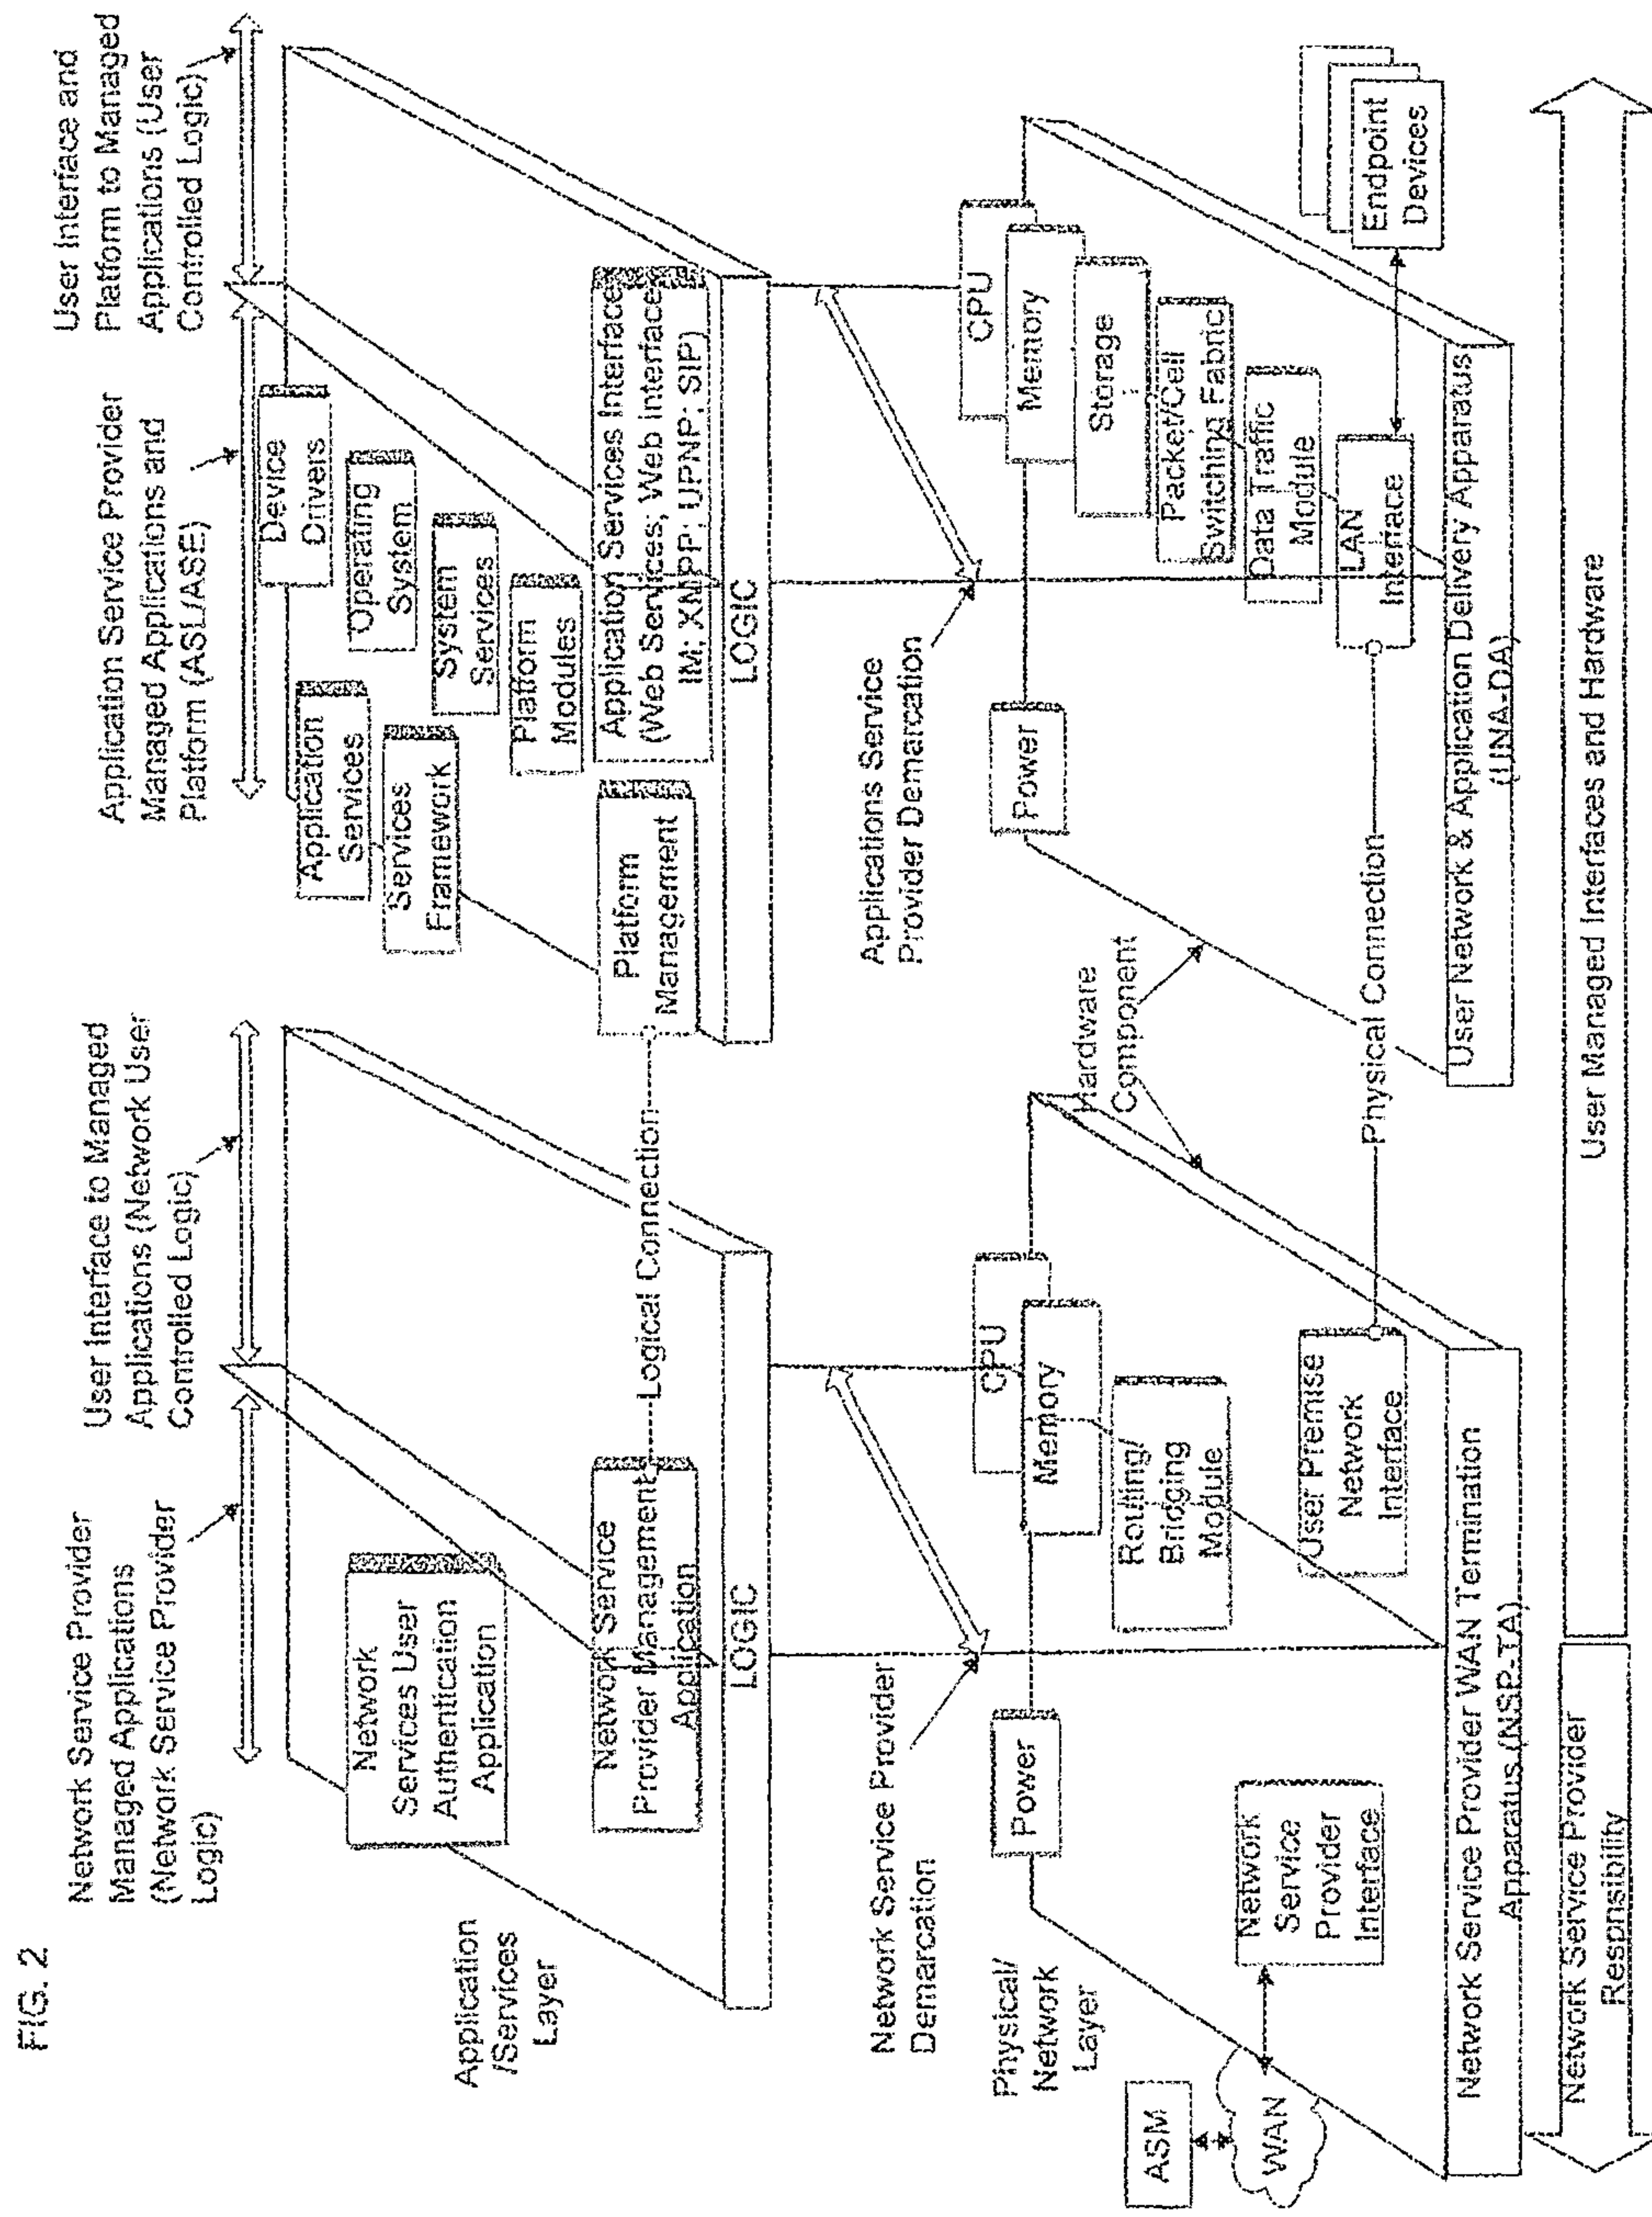 FIG. 2
Network Service Provider
Managed Applications
(Network Service Provider
Logic)
User Interface to Managed
Applications (Network User
Controlled Logic)
Application Service Provider
Managed Applications and
Platform (ASL/ASE)
User Interface and
Platform to Managed
Applications (User
Controlled Logic)
Application
/Services
Layer
Network
Services User
Authentication
Application
Network Service
Provider Management
Application
LOGIC
Logical Connection
Application
Services
Services
Framework
Platform
Management
Device
Drivers
Operating
System
System
Services
Platform
Modules
Application Services Interface
(Web Services; Web interface
IM; XMPP; UPNP; SIP)
LOGIC
Network Service Provider
Demarcation
Applications Service
Provider Demarcation
Physical/
Network
Layer
ASM
WAN
Network
Service
Provider
Interface
Power
CPU
Memory
Routing/
Bridging
Module
User Premise
Network
Interface
Network Service Provider WAN Termination
Apparatus (NSP-TA)
Hardware
Component
Physical Connection
Power
CPU
Memory
Storage
Packet/Cell
Switching Fabric
Data Traffic
Module
LAN
Interface
Endpoint
Devices
User Network & Application Delivery Apparatus
(UNA-DA)
Network Service Provider
Respnsibility
User Managed Interfaces and Hardware